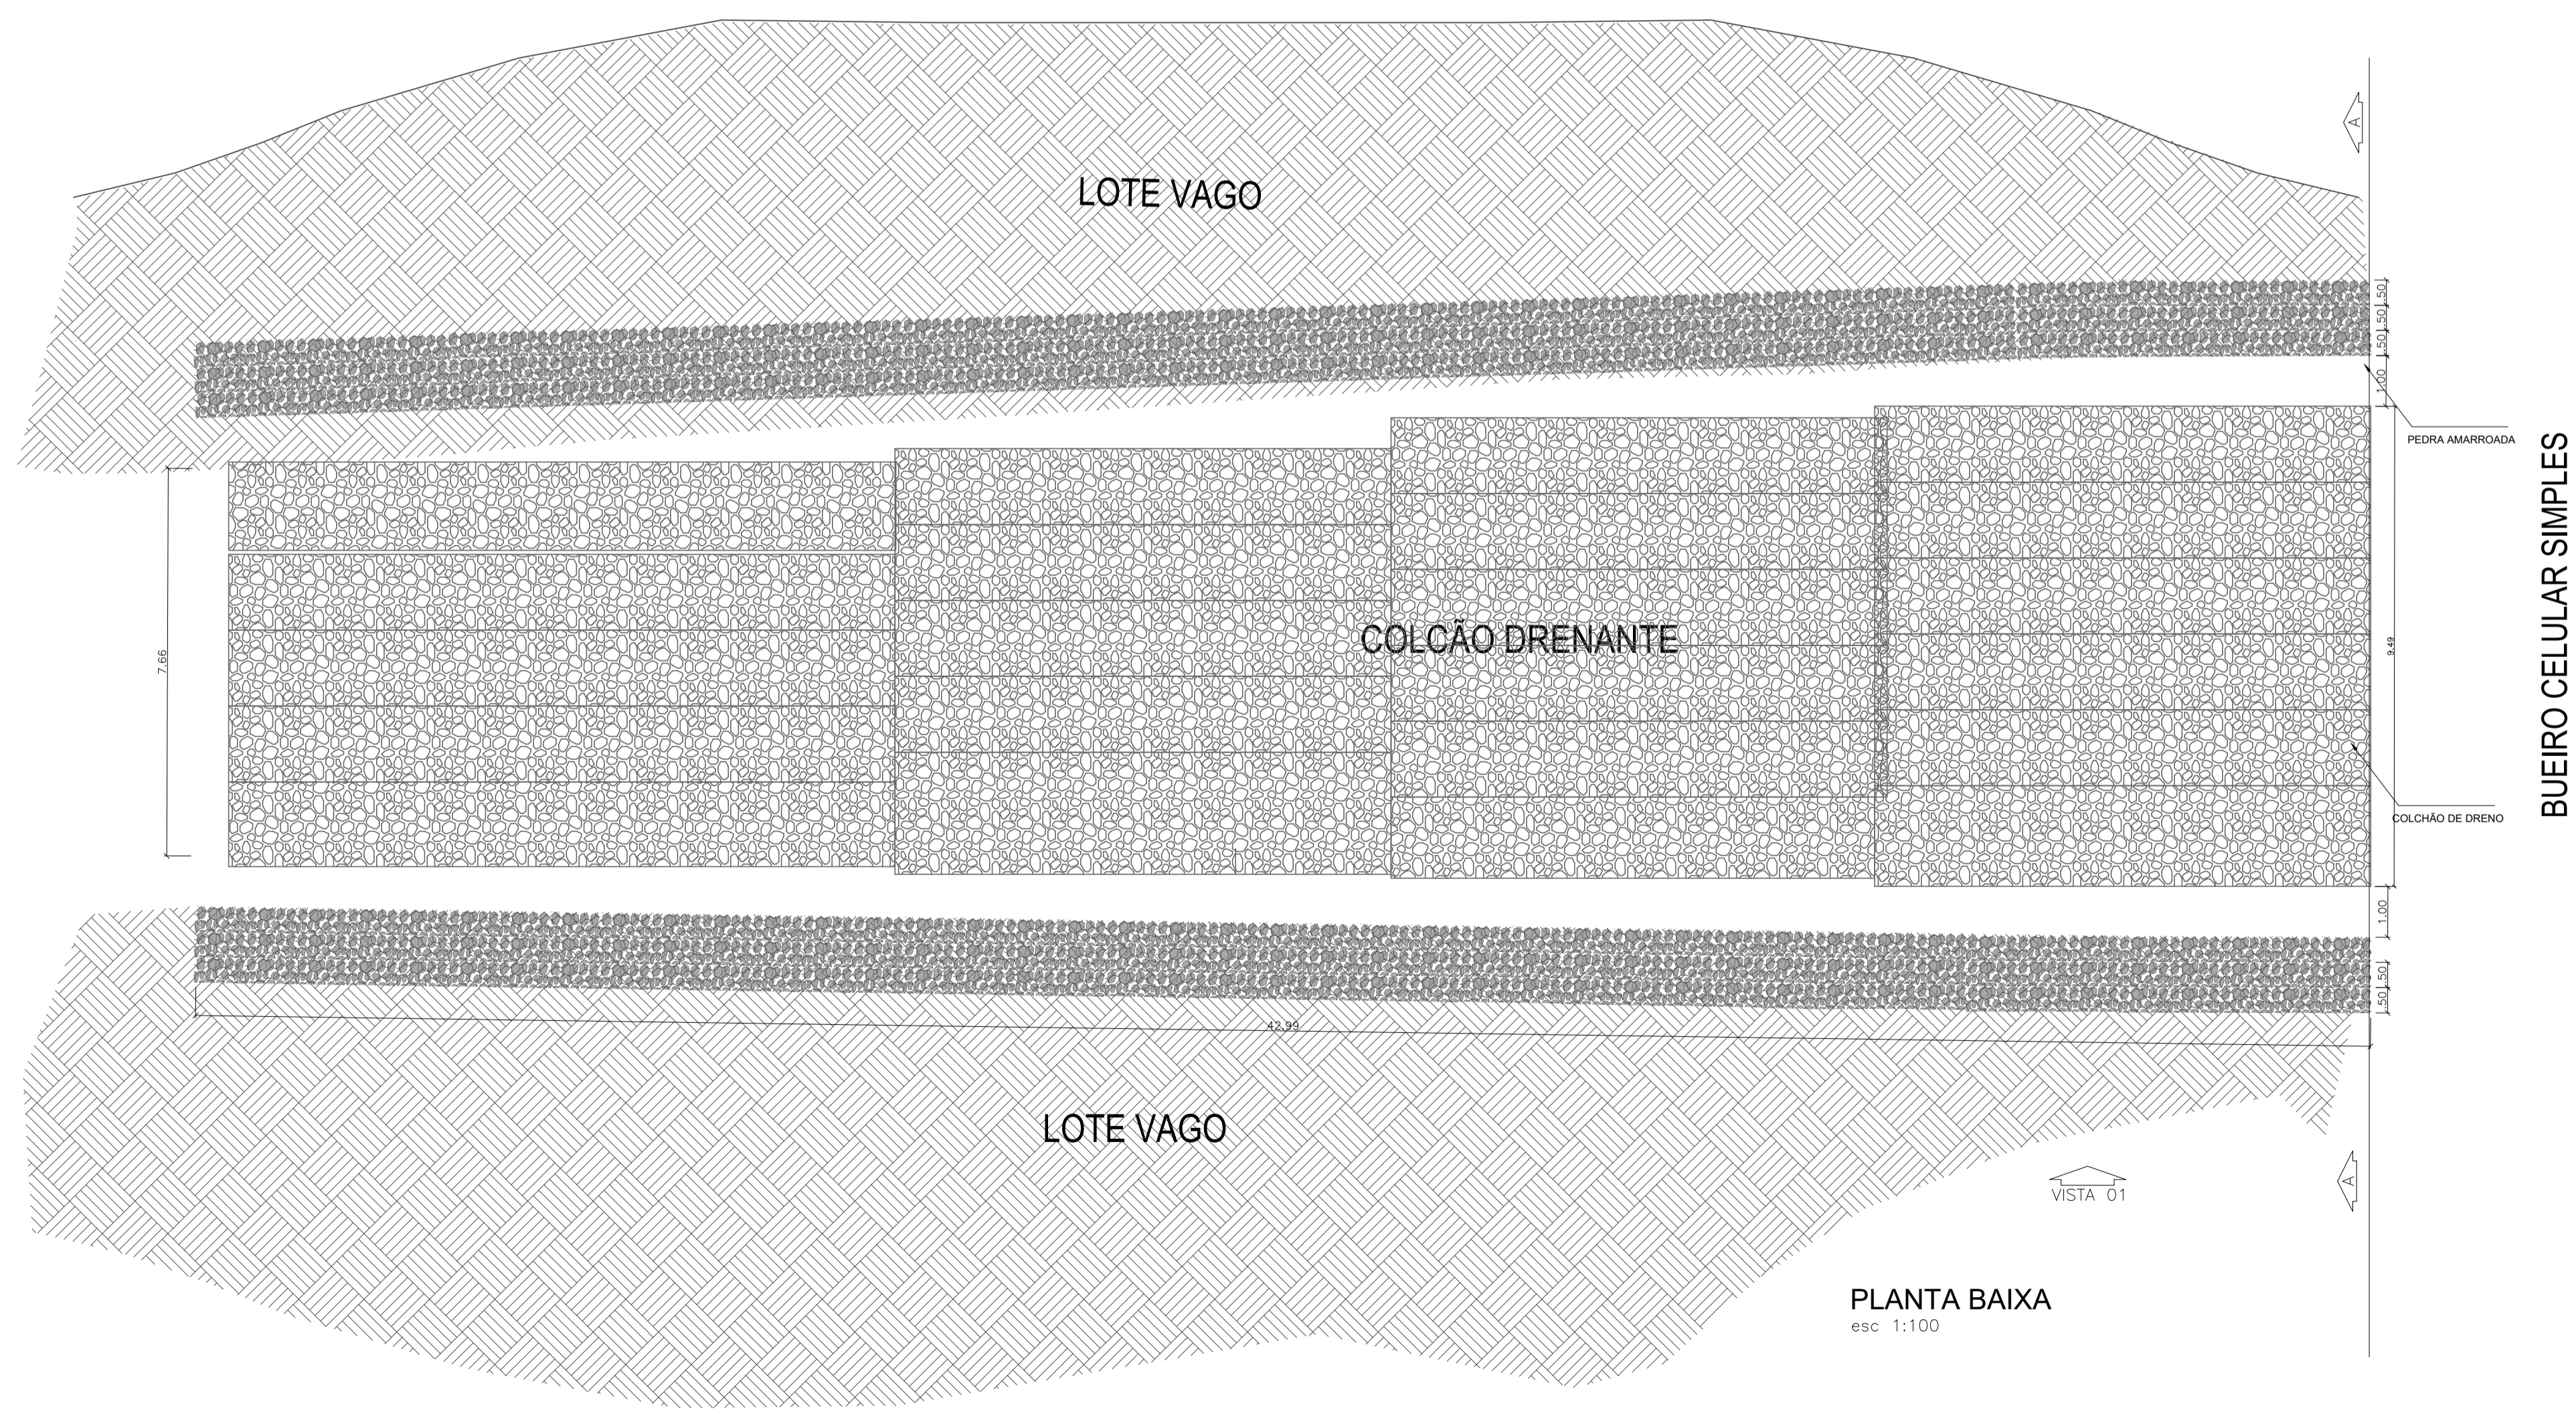 A
LOTE VAGO
.50
.50
.50
1.00
PEDRA AMARROADA
BUEIRO CELULAR SIMPLES
COLCÃO DRENANTE
7.66
9.49
COLCHÃO DE DRENO
1.00
.50
.50
42.99
LOTE VAGO
A
VISTA 01
PLANTA BAIXA
esc 1:100